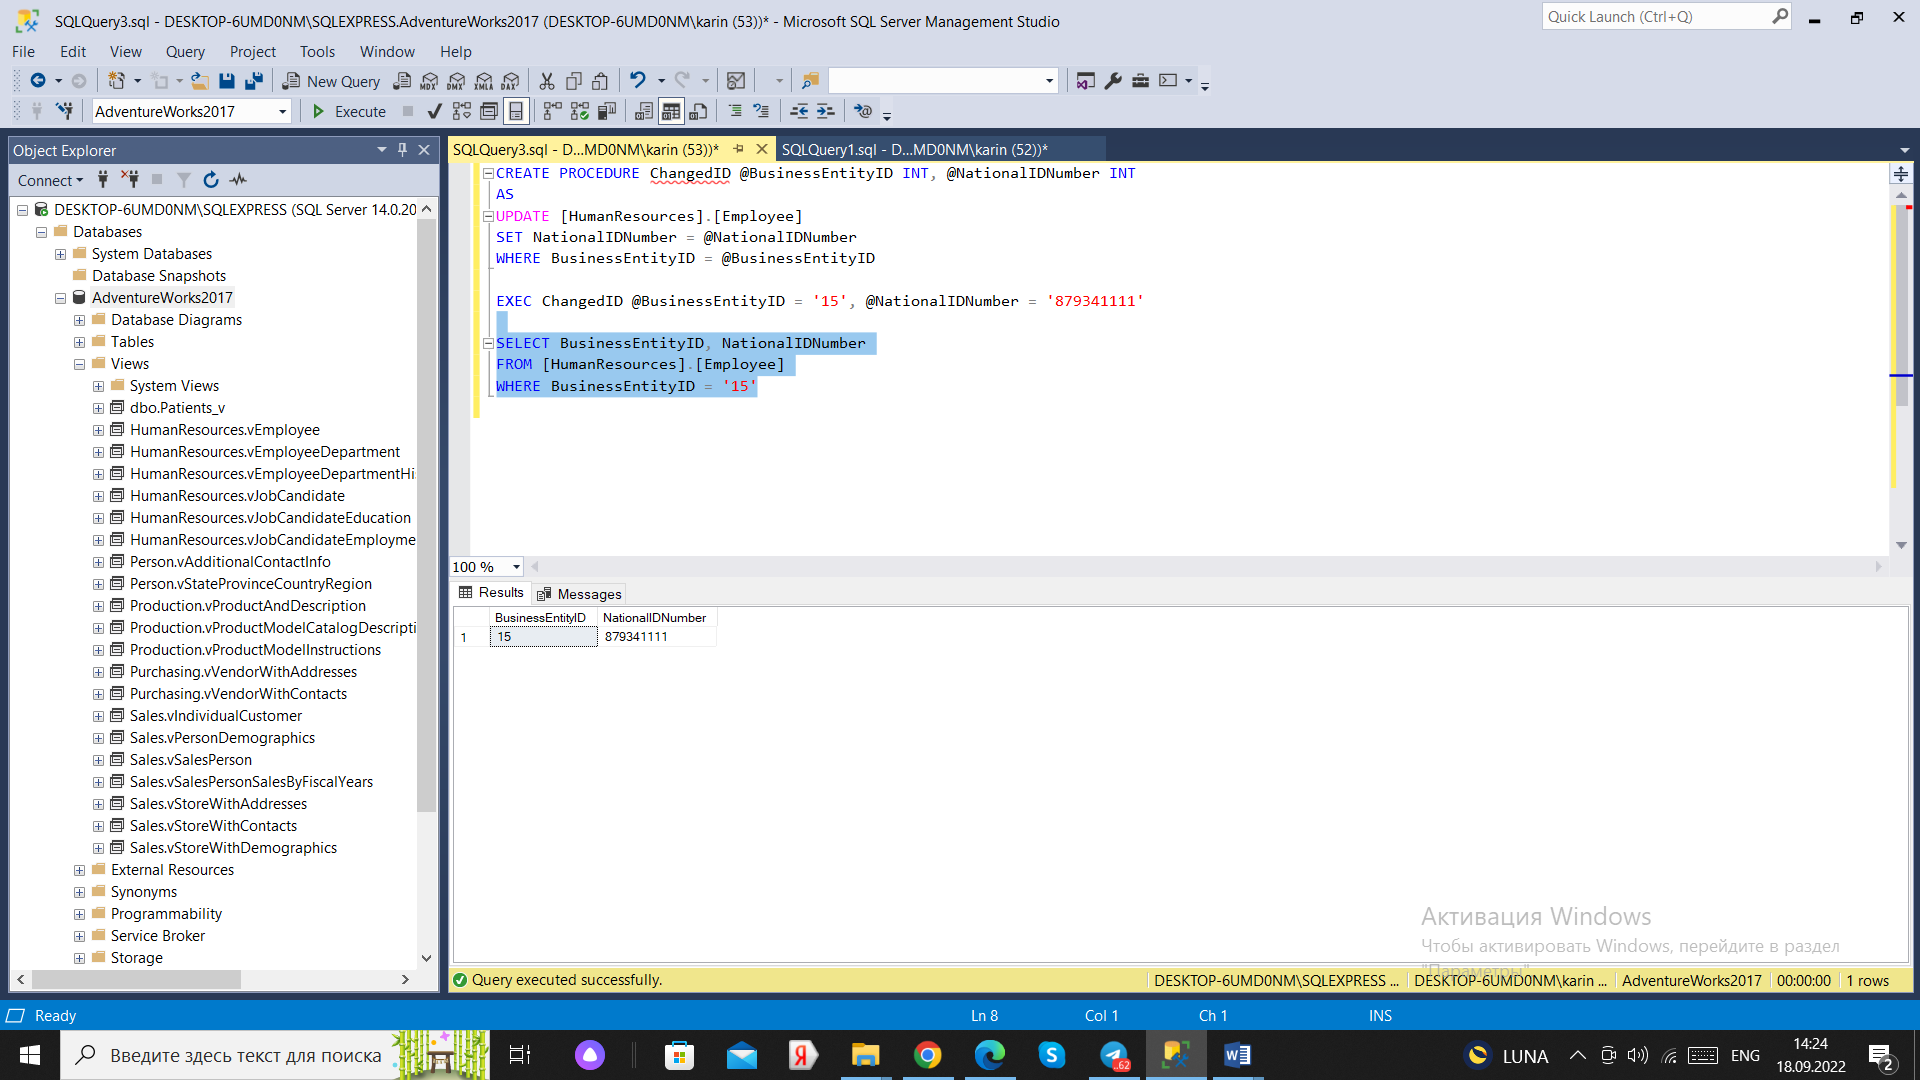 SQLQuery3.sql - DESKTOP-6UMD0NM\SQLEXPRESS.AdventureWorks2017 (DESKTOP-6UMD0NM\karin (53))* - Microsoft SQL Server Management Studio
Quick Launch (Ctrl+Q)
File Edit View Query Project Tools Window Help
New Query
MDX DMX XMLA DAX
AdventureWorks2017
Execute
Object Explorer
Connect
DESKTOP-6UMD0NM\SQLEXPRESS (SQL Server 14.0.20
Databases
System Databases
Database Snapshots
AdventureWorks2017
Database Diagrams
Tables
Views
System Views
dbo.Patients_v
HumanResources.vEmployee
HumanResources.vEmployeeDepartment
HumanResources.vEmployeeDepartmentHi
HumanResources.vJobCandidate
HumanResources.vJobCandidateEducation
HumanResources.vJobCandidateEmployme
Person.vAdditionalContactInfo
Person.vStateProvinceCountryRegion
Production.vProductAndDescription
Production.vProductModelCatalogDescripti
Production.vProductModelInstructions
Purchasing.vVendorWithAddresses
Purchasing.vVendorWithContacts
Sales.vIndividualCustomer
Sales.vPersonDemographics
Sales.vSalesPerson
Sales.vSalesPersonSalesByFiscalYears
Sales.vStoreWithAddresses
Sales.vStoreWithContacts
Sales.vStoreWithDemographics
External Resources
Synonyms
Programmability
Service Broker
Storage
SQLQuery3.sql - D...MD0NM\karin (53))*
SQLQuery1.sql - D...MD0NM\karin (52))*
CREATE PROCEDURE ChangedID @BusinessEntityID INT, @NationalIDNumber INT
AS
UPDATE [HumanResources].[Employee]
SET NationalIDNumber = @NationalIDNumber
WHERE BusinessEntityID = @BusinessEntityID
EXEC ChangedID @BusinessEntityID = '15', @NationalIDNumber = '879341111'
SELECT BusinessEntityID, NationalIDNumber
FROM [HumanResources].[Employee]
WHERE BusinessEntityID = '15'
100 %
Results Messages
BusinessEntityID NationalIDNumber
1 15 879341111
Активация Windows
Чтобы активировать Windows, перейдите в раздел
"Параметры".
Query executed successfully.
DESKTOP-6UMD0NM\SQLEXPRESS ... DESKTOP-6UMD0NM\karin ... AdventureWorks2017 00:00:00 1 rows
Ready
Ln 8 Col 1 Ch 1 INS
Введите здесь текст для поиска
Я
S
..62
LUNA
ENG
14:24
18.09.2022
2